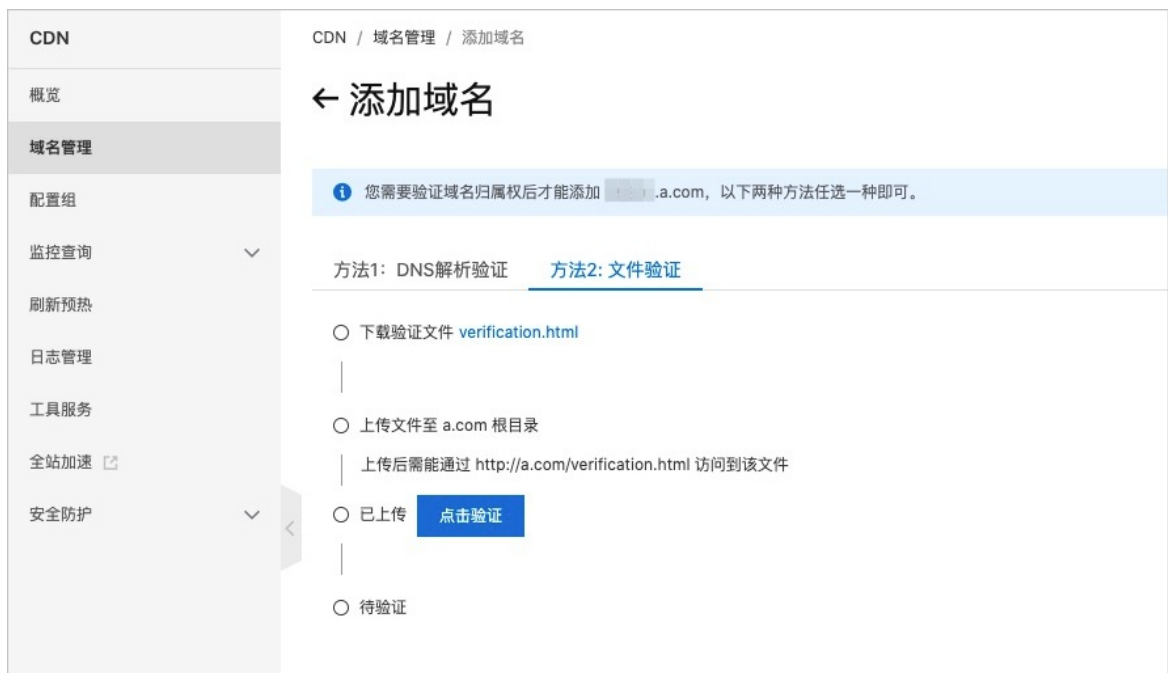 CDN
概览
域名管理
配置组
监控查询
刷新预热
日志管理
工具服务
全站加速
安全防护
CDN / 域名管理 / 添加域名
← 添加域名
您需要验证域名归属权后才能添加 .a.com，以下两种方法任选一种即可。
方法1：DNS解析验证 方法2: 文件验证
下载验证文件 verification.html
上传文件至 a.com 根目录
上传后需能通过 http://a.com/verification.html 访问到该文件
已上传 点击验证
待验证